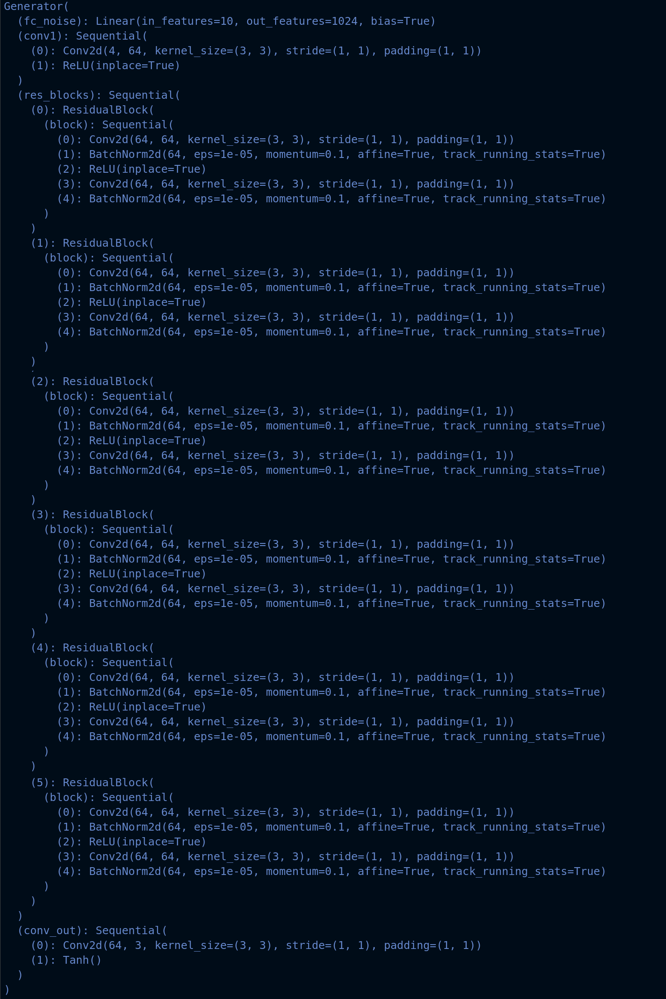 Generator(
  (fc_noise): Linear(in_features=10, out_features=1024, bias=True)
  (conv1): Sequential(
    (0): Conv2d(4, 64, kernel_size=(3, 3), stride=(1, 1), padding=(1, 1))
    (1): ReLU(inplace=True)
  )
  (res_blocks): Sequential(
    (0): ResidualBlock(
      (block): Sequential(
        (0): Conv2d(64, 64, kernel_size=(3, 3), stride=(1, 1), padding=(1, 1))
        (1): BatchNorm2d(64, eps=1e-05, momentum=0.1, affine=True, track_running_stats=True)
        (2): ReLU(inplace=True)
        (3): Conv2d(64, 64, kernel_size=(3, 3), stride=(1, 1), padding=(1, 1))
        (4): BatchNorm2d(64, eps=1e-05, momentum=0.1, affine=True, track_running_stats=True)
      )
    )
    (1): ResidualBlock(
      (block): Sequential(
        (0): Conv2d(64, 64, kernel_size=(3, 3), stride=(1, 1), padding=(1, 1))
        (1): BatchNorm2d(64, eps=1e-05, momentum=0.1, affine=True, track_running_stats=True)
        (2): ReLU(inplace=True)
        (3): Conv2d(64, 64, kernel_size=(3, 3), stride=(1, 1), padding=(1, 1))
        (4): BatchNorm2d(64, eps=1e-05, momentum=0.1, affine=True, track_running_stats=True)
      )
    )
    (2): ResidualBlock(
      (block): Sequential(
        (0): Conv2d(64, 64, kernel_size=(3, 3), stride=(1, 1), padding=(1, 1))
        (1): BatchNorm2d(64, eps=1e-05, momentum=0.1, affine=True, track_running_stats=True)
        (2): ReLU(inplace=True)
        (3): Conv2d(64, 64, kernel_size=(3, 3), stride=(1, 1), padding=(1, 1))
        (4): BatchNorm2d(64, eps=1e-05, momentum=0.1, affine=True, track_running_stats=True)
      )
    )
    (3): ResidualBlock(
      (block): Sequential(
        (0): Conv2d(64, 64, kernel_size=(3, 3), stride=(1, 1), padding=(1, 1))
        (1): BatchNorm2d(64, eps=1e-05, momentum=0.1, affine=True, track_running_stats=True)
        (2): ReLU(inplace=True)
        (3): Conv2d(64, 64, kernel_size=(3, 3), stride=(1, 1), padding=(1, 1))
        (4): BatchNorm2d(64, eps=1e-05, momentum=0.1, affine=True, track_running_stats=True)
      )
    )
    (4): ResidualBlock(
      (block): Sequential(
        (0): Conv2d(64, 64, kernel_size=(3, 3), stride=(1, 1), padding=(1, 1))
        (1): BatchNorm2d(64, eps=1e-05, momentum=0.1, affine=True, track_running_stats=True)
        (2): ReLU(inplace=True)
        (3): Conv2d(64, 64, kernel_size=(3, 3), stride=(1, 1), padding=(1, 1))
        (4): BatchNorm2d(64, eps=1e-05, momentum=0.1, affine=True, track_running_stats=True)
      )
    )
    (5): ResidualBlock(
      (block): Sequential(
        (0): Conv2d(64, 64, kernel_size=(3, 3), stride=(1, 1), padding=(1, 1))
        (1): BatchNorm2d(64, eps=1e-05, momentum=0.1, affine=True, track_running_stats=True)
        (2): ReLU(inplace=True)
        (3): Conv2d(64, 64, kernel_size=(3, 3), stride=(1, 1), padding=(1, 1))
        (4): BatchNorm2d(64, eps=1e-05, momentum=0.1, affine=True, track_running_stats=True)
      )
    )
  )
  (conv_out): Sequential(
    (0): Conv2d(64, 3, kernel_size=(3, 3), stride=(1, 1), padding=(1, 1))
    (1): Tanh()
  )
)